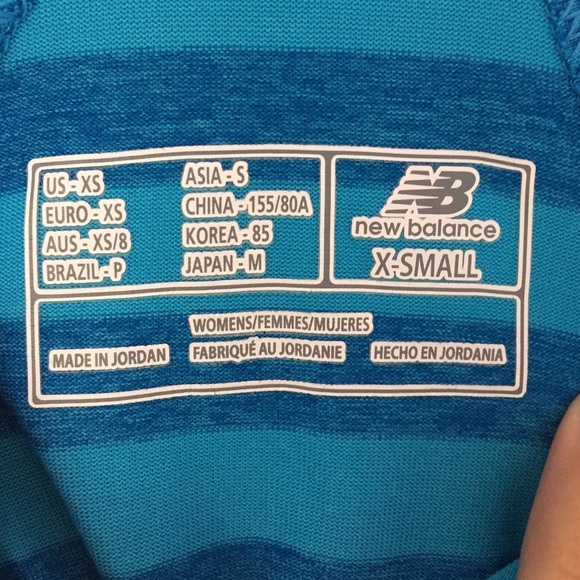 US-XS
EURO-XS
AUS-XS/8
BRAZIL-P
ASIA-S
CHINA-155/80A
KOREA-85
JAPAN-M
NB
new balance
X-SMALL
WOMENS/FEMMES/MUJERES
MADE IN JORDAN FABRIQUÉ AU JORDANIE HECHO EN JORDANIA